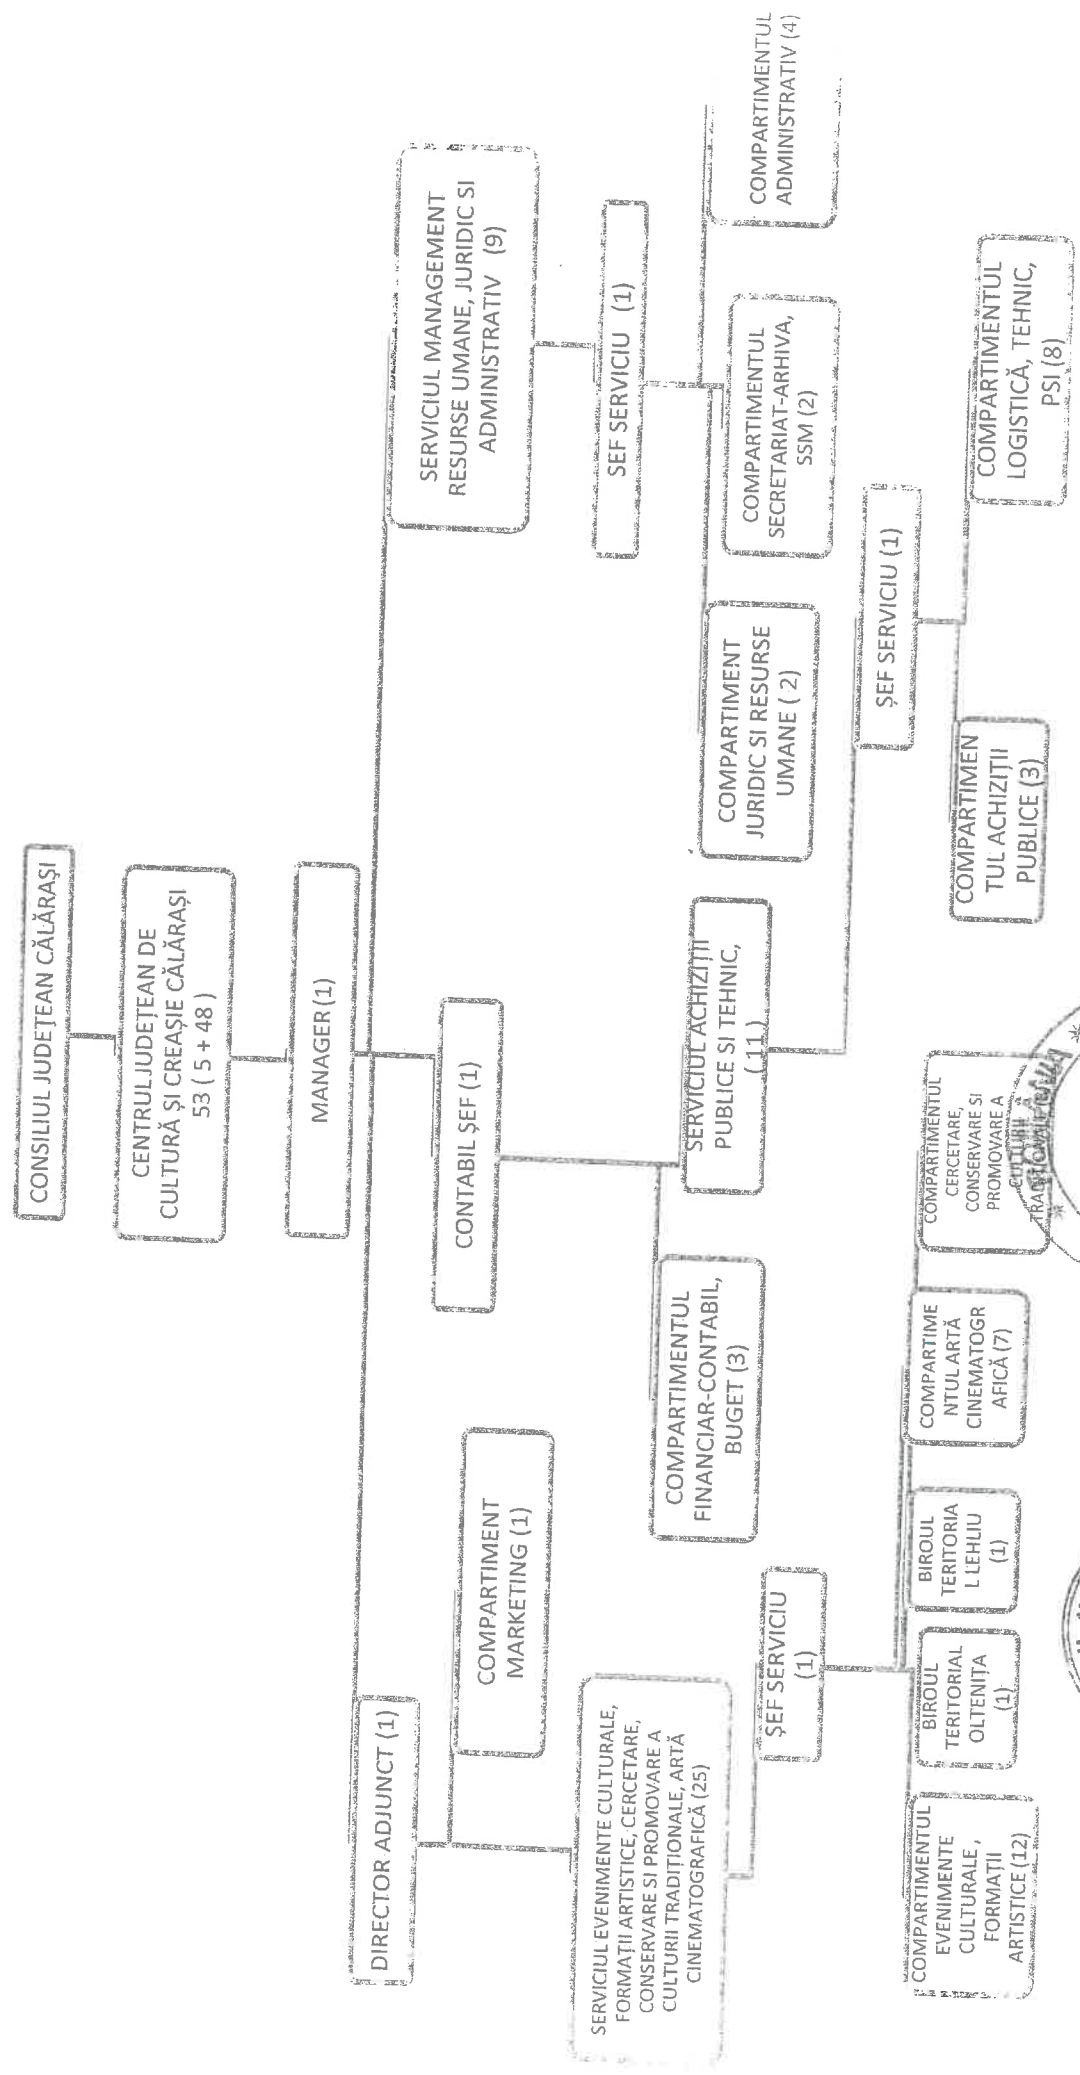 CONSILIUL JUDEȚEAN CĂLĂRAȘI
CENTRUL JUDEȚEAN DE
CULTURĂ ȘI CREAȘIE CĂLĂRAȘI
53 ( 5 + 48 )
MANAGER (1)
DIRECTOR ADJUNCT (1)
CONTABIL ȘEF (1)
SERVICIUL MANAGEMENT
RESURSE UMANE, JURIDIC SI
ADMINISTRATIV (9)
COMPARTIMENT
MARKETING (1)
SERVICIUL EVENIMENTE CULTURALE,
FORMAȚII ARTISTICE, CERCETARE,
CONSERVARE SI PROMOVARE A
CULTURII TRADIȚIONALE, ARTĂ
CINEMATOGRAFICĂ (25)
COMPARTIMENTUL
FINANCIAR-CONTABIL,
BUGET (3)
SERVICIUL ACHIZIȚII
PUBLICE SI TEHNIC,
(11)
SEF SERVICIU (1)
COMPARTIMENT
JURIDIC SI RESURSE
UMANE ( 2)
COMPARTIMENTUL
SECRETARIAT-ARHIVA,
SSM (2)
COMPARTIMENTUL
ADMINISTRATIV (4)
ȘEF SERVICIU
(1)
ȘEF SERVICIU (1)
COMPARTIMENTUL
EVENIMENTE
CULTURALE ,
FORMAȚII
ARTISTICE (12)
BIROUL
TERITORIAL
OLTENIȚA
(1)
BIROUL
TERITORIA
L LEHLIU
(1)
COMPARTIME
NTUL ARTĂ
CINEMATOGR
AFICĂ (7)
COMPARTIMENTUL
CERCETARE,
CONSERVARE SI
PROMOVARE A
CULTURII
COMPARTIMEN
TUL ACHIZIȚII
PUBLICE (3)
COMPARTIMENTUL
LOGISTICĂ, TEHNIC,
PSI (8)